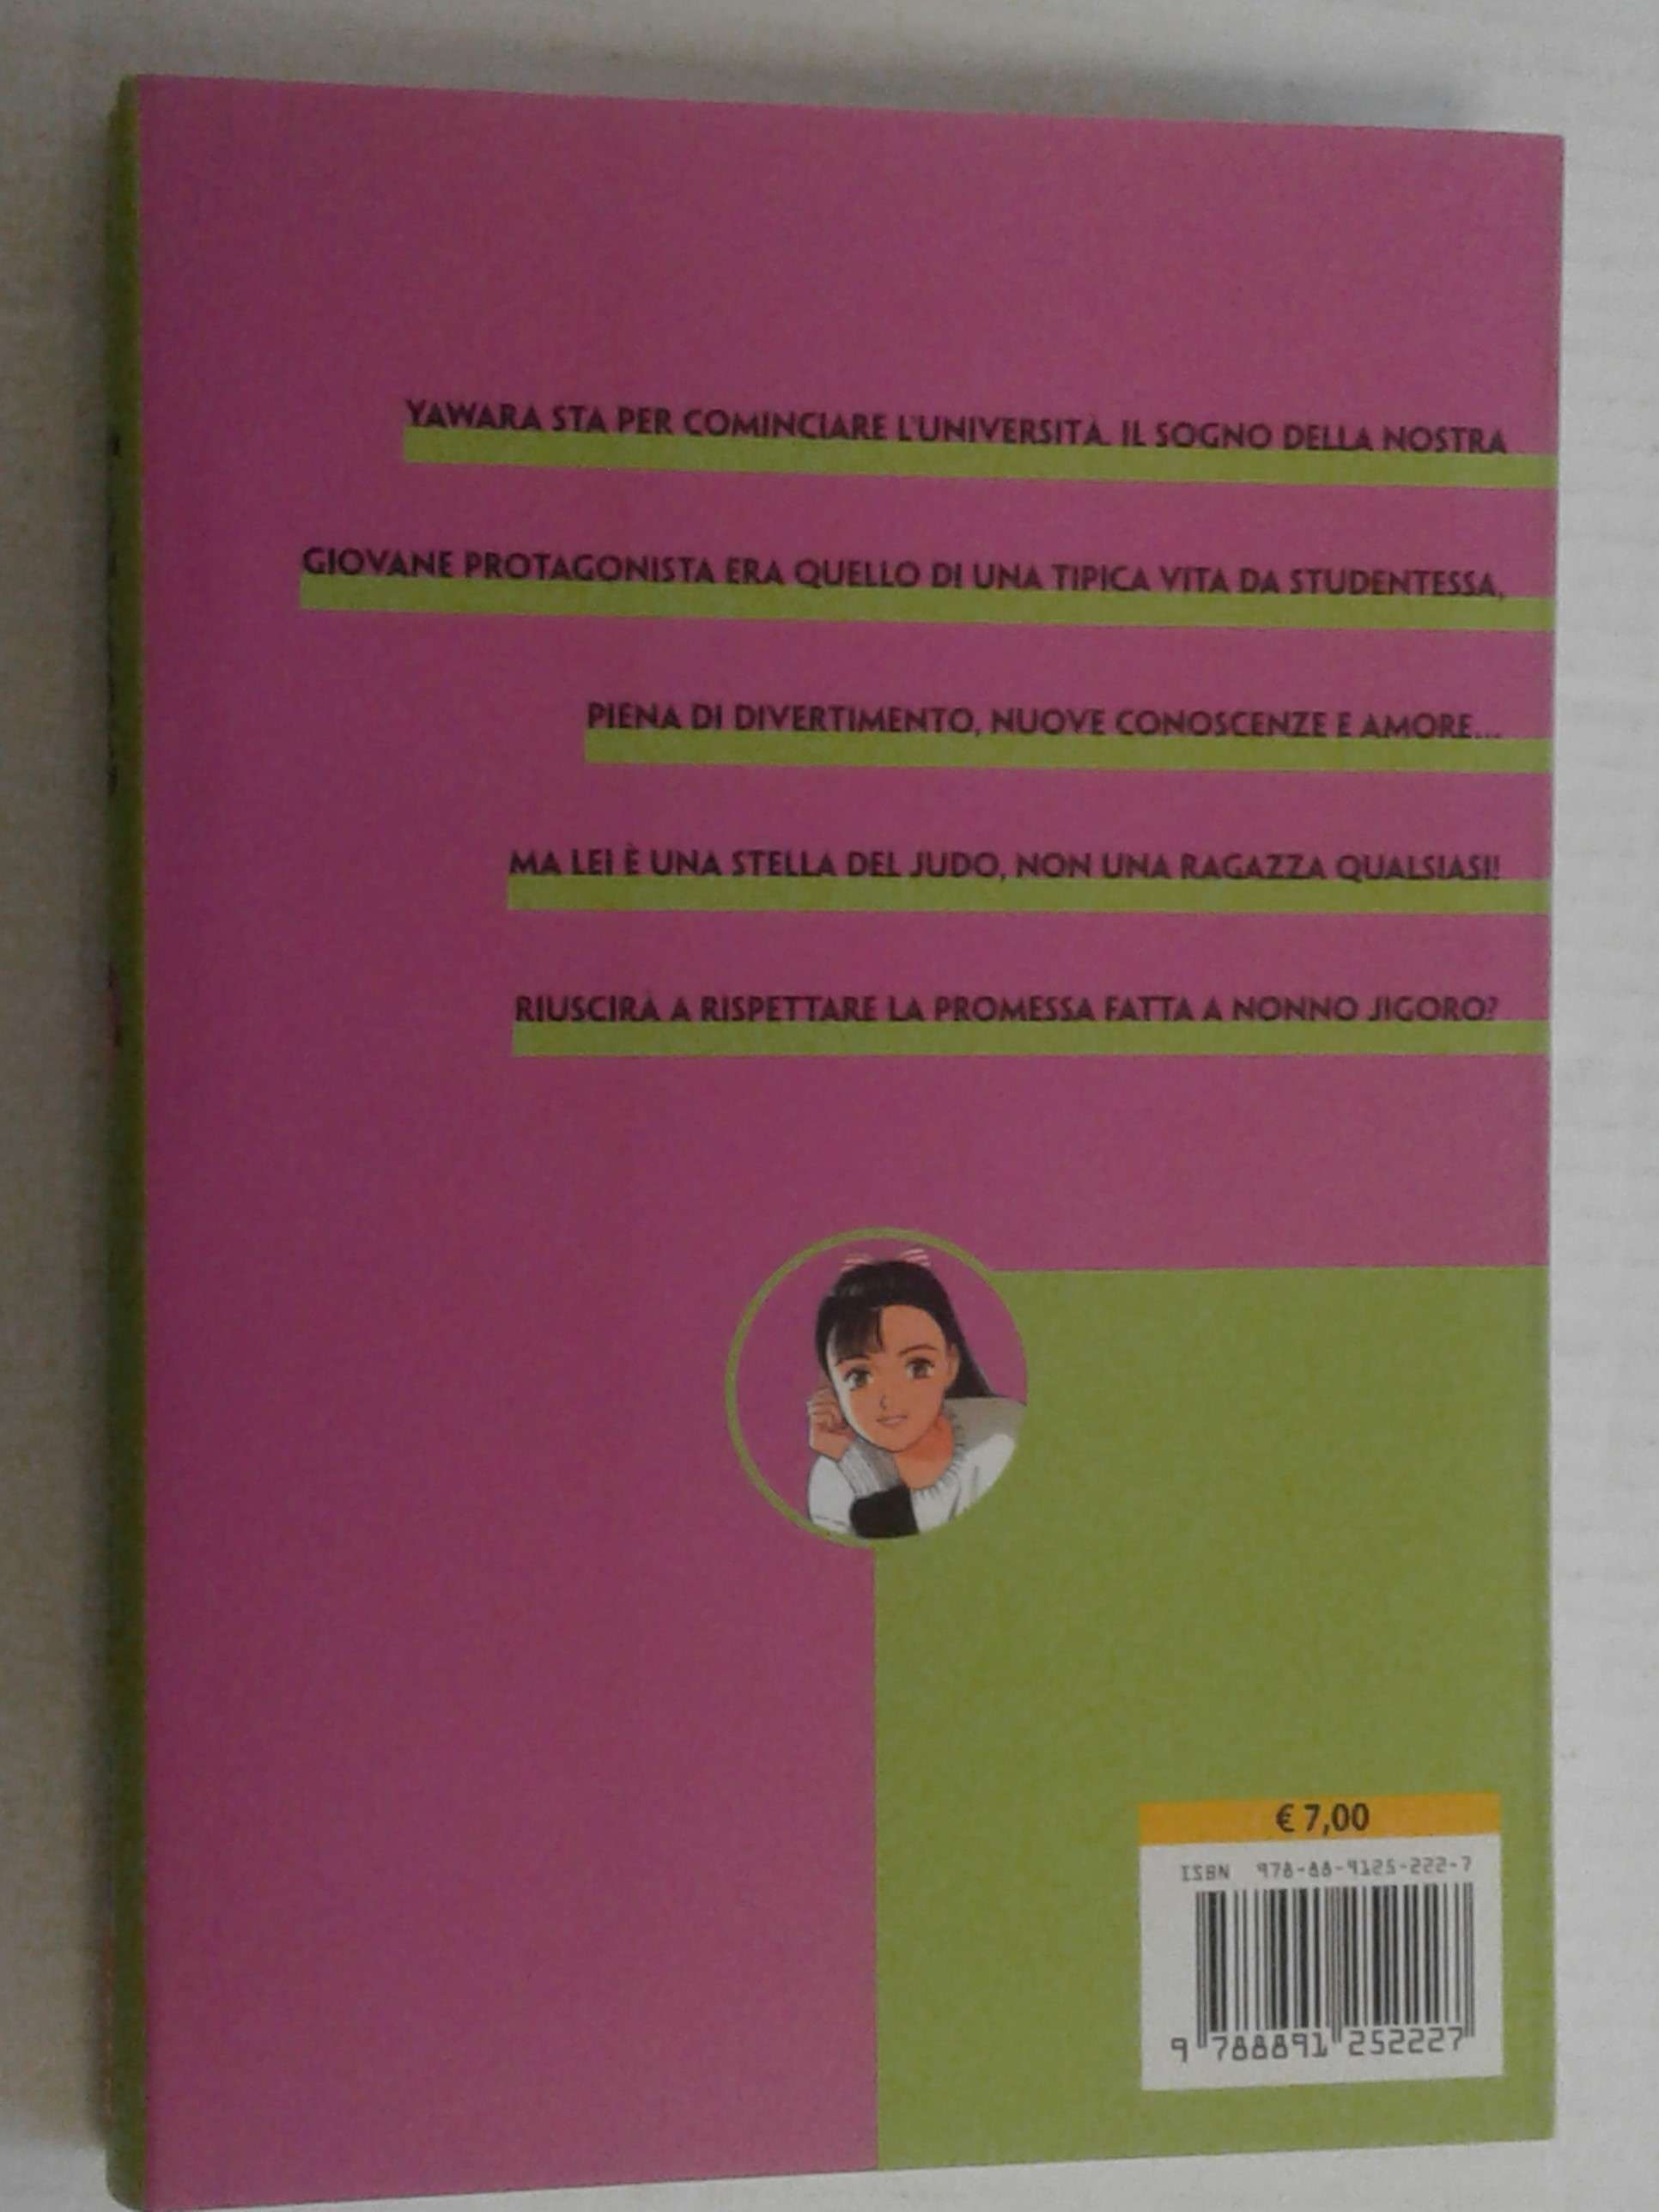 YAWARA STA PER COMINCIARE L'UNIVERSITÀ. IL SOGNO DELLA NOSTRA
GIOVANE PROTAGONISTA ERA QUELLO DI UNA TIPICA VITA DA STUDENTESSA,
PIENA DI DIVERTIMENTO, NUOVE CONOSCENZE E AMORE...
MA LEI È UNA STELLA DEL JUDO, NON UNA RAGAZZA QUALSIASI!
RIUSCIRÀ A RISPETTARE LA PROMESSA FATTA A NONNO JIGORO?
€ 7,00
ISBN 978-88-9125-222-7
9 788891 252227